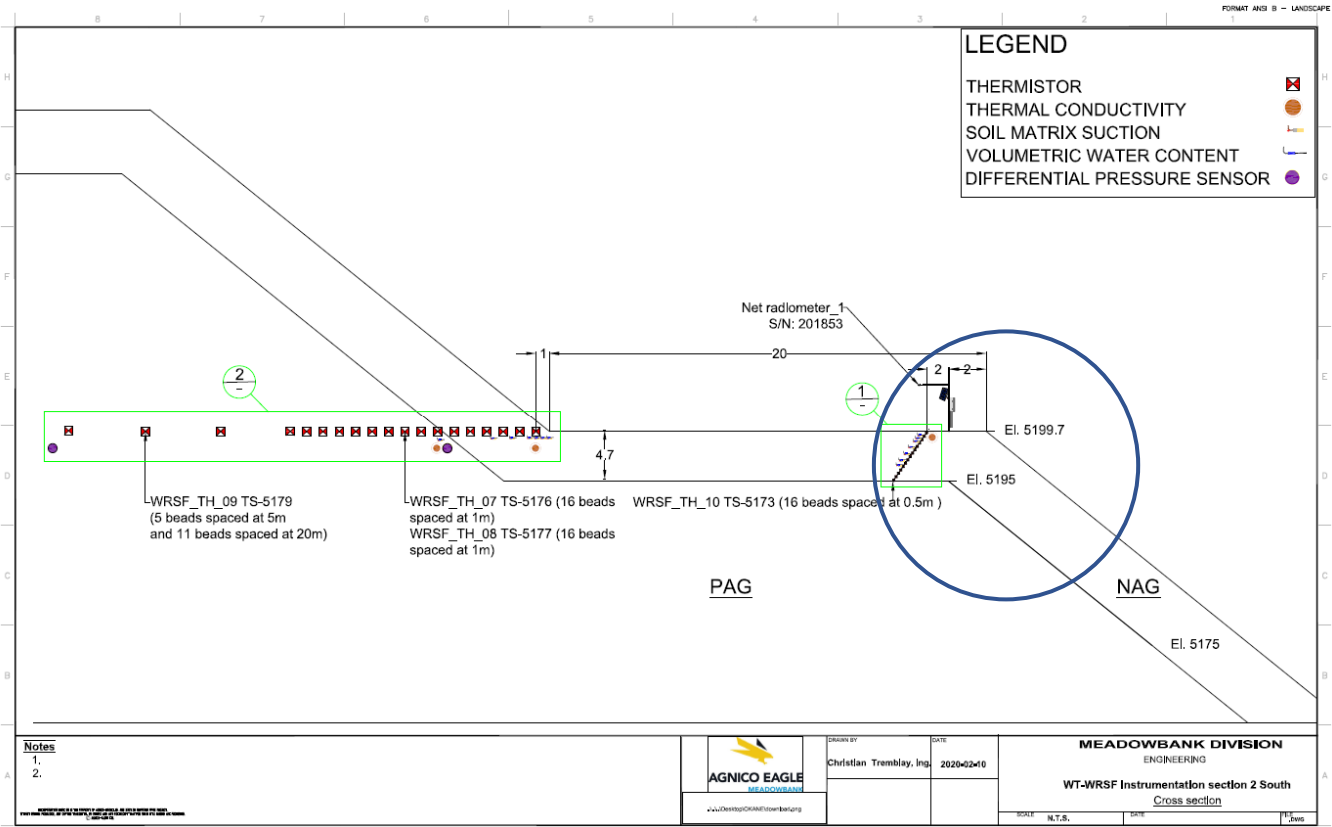 FORMAT ANSI B - LANDSCAPE
8 7 6 5 4 3 2 1
H
G
F
E
D
C
B
A
H
G
F
E
D
C
B
A
LEGEND
THERMISTOR
THERMAL CONDUCTIVITY
SOIL MATRIX SUCTION
VOLUMETRIC WATER CONTENT
DIFFERENTIAL PRESSURE SENSOR
Net radiometer_1
S/N: 201853
1
20
2
2
2
-
1
-
4.7
El. 5199.7
El. 5195
WRSF_TH_09 TS-5179
(5 beads spaced at 5m
and 11 beads spaced at 20m)
WRSF_TH_07 TS-5176 (16 beads
spaced at 1m)
WRSF_TH_08 TS-5177 (16 beads
spaced at 1m)
WRSF_TH_10 TS-5173 (16 beads spaced at 0.5m )
PAG
NAG
El. 5175
Notes
1.
2.
AGNICO EAGLE
MEADOWBANK
DRAWN BY
Christian Tremblay, ing.
DATE
2020-02-10
MEADOWBANK DIVISION
ENGINEERING
WT-WRSF Instrumentation section 2 South
Cross section
SCALE
N.T.S.
DATE
.DWG